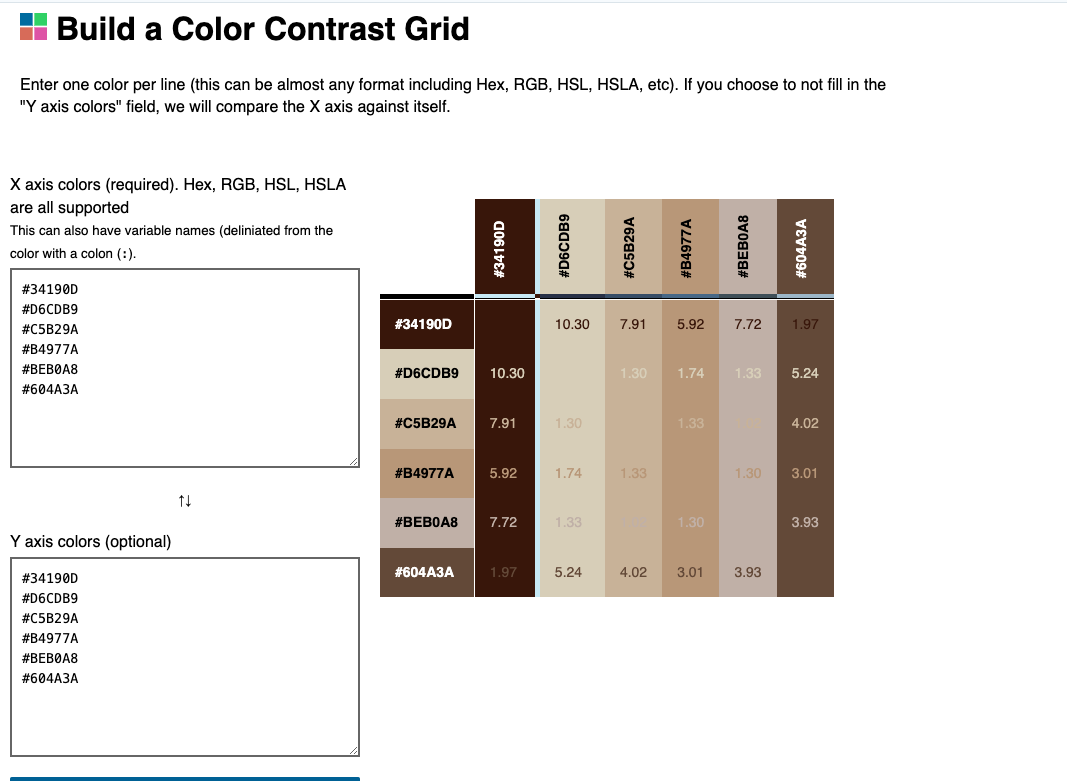 Build a Color Contrast Grid
Enter one color per line (this can be almost any format including Hex, RGB, HSL, HSLA, etc). If you choose to not fill in the
"Y axis colors" field, we will compare the X axis against itself.
X axis colors (required). Hex, RGB, HSL, HSLA
are all supported
This can also have variable names (deliniated from the
color with a colon (:).
#34190D
#D6CDB9
#C5B29A
#B4977A
#BEB0A8
#604A3A
↑↓
Y axis colors (optional)
#34190D
#D6CDB9
#C5B29A
#B4977A
#BEB0A8
#604A3A
#34190D #D6CDB9 #C5B29A #B4977A #BEB0A8 #604A3A
#34190D 10.30 7.91 5.92 7.72 1.97
#D6CDB9 10.30 1.30 1.74 1.33 5.24
#C5B29A 7.91 1.30 1.33 4.02
#B4977A 5.92 1.74 1.33 1.30 3.01
#BEB0A8 7.72 1.33 1.30 3.93
#604A3A 1.97 5.24 4.02 3.01 3.93